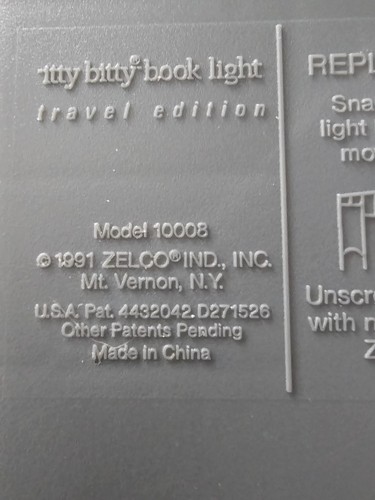 itty bitty® book light
travel edition
Model 10008
© 1991 ZELCO® IND., INC.
Mt. Vernon, N.Y.
U.S.A. Pat. 4432042.D271526
Other Patents Pending
Made in China
REPL
Sna
light
mo
Unscr
with n
Z